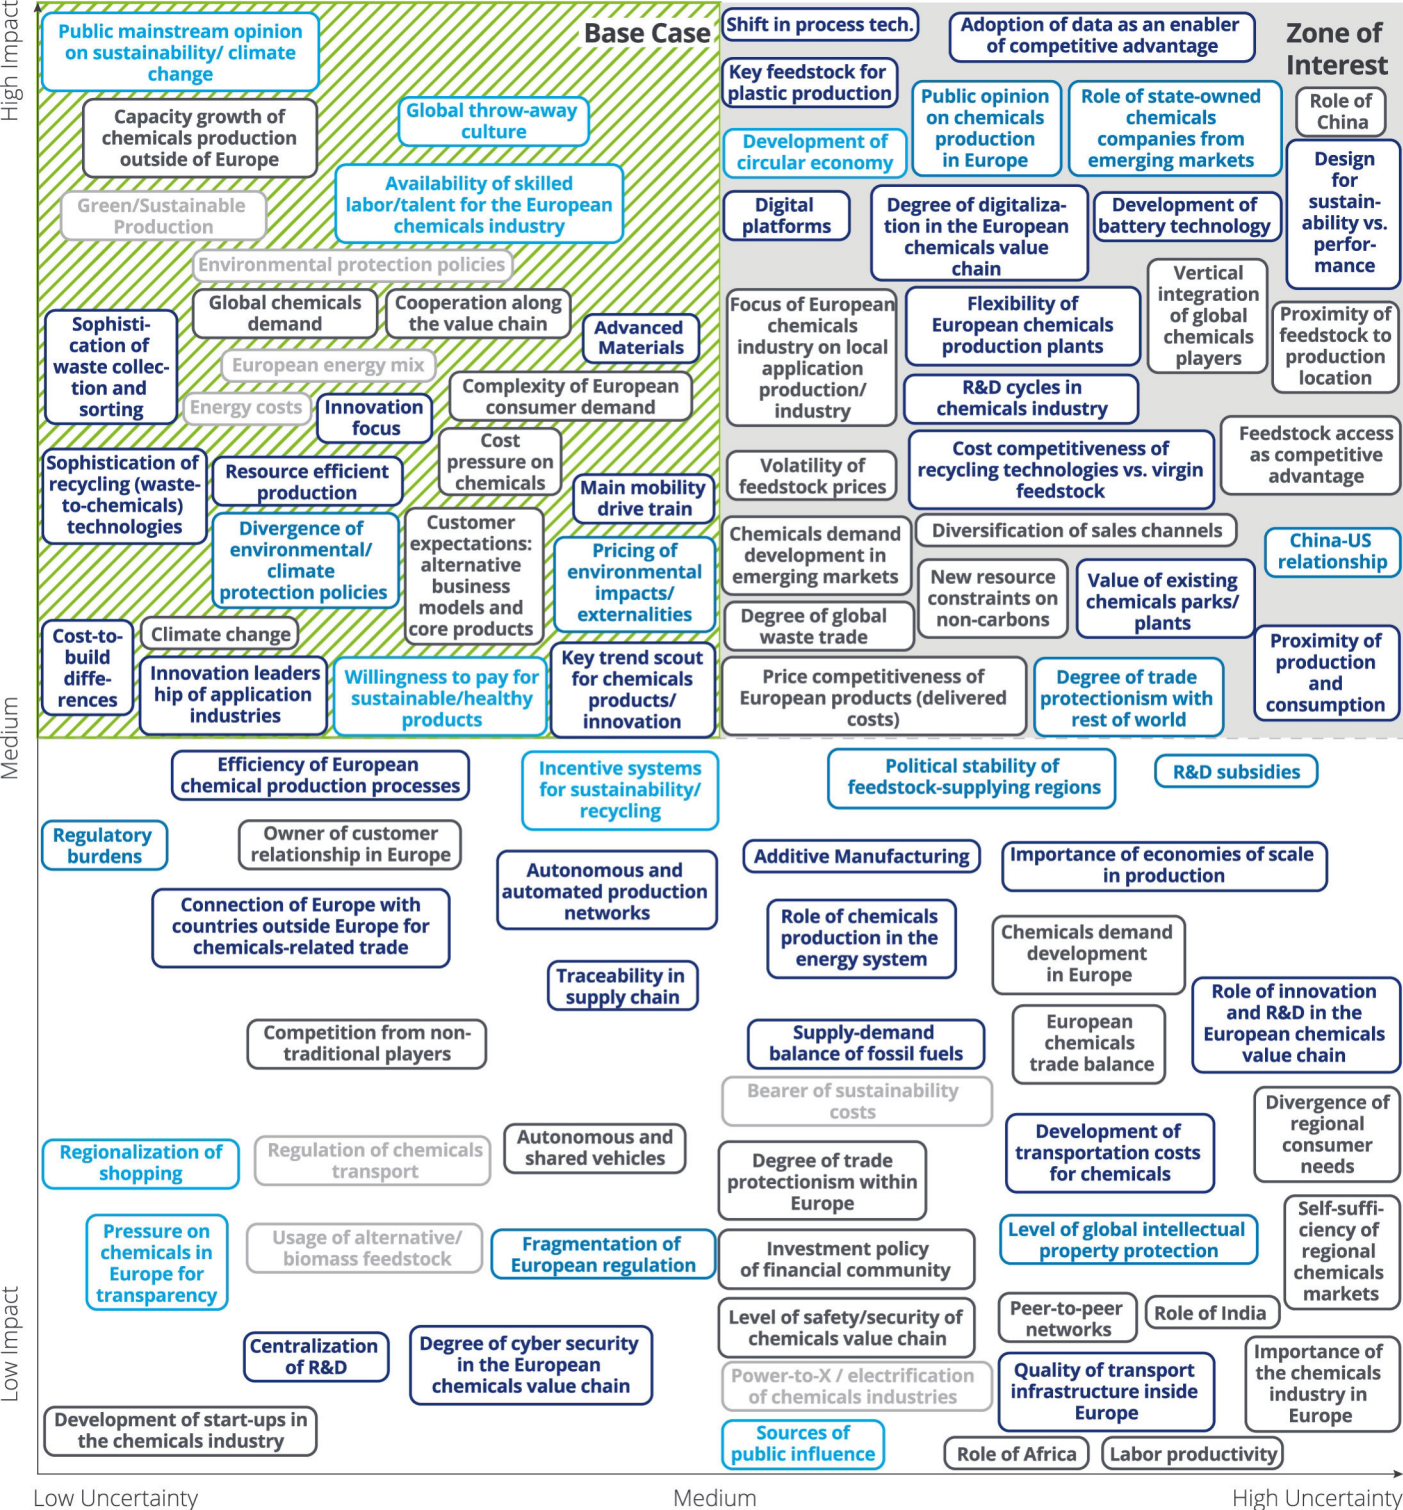 High Impact
Medium
Low Impact
Public mainstream opinion
on sustainability/ climate
change
Base Case
Capacity growth of
chemicals production
outside of Europe
Global throw-away
culture
Availability of skilled
labor/talent for the European
chemicals industry
Green/Sustainable
Production
Environmental protection policies
Global chemicals
demand
Cooperation along
the value chain
Sophisti-
cation of
waste collec-
tion and
sorting
Advanced
Materials
European energy mix
Complexity of European
consumer demand
Energy costs
Innovation
focus
Cost
pressure on
chemicals
Sophistication of
recycling (waste-
to-chemicals)
technologies
Resource efficient
production
Main mobility
drive train
Divergence of
environmental/
climate
protection policies
Customer
expectations:
alternative
business
models and
core products
Pricing of
environmental
impacts/
externalities
Cost-to-
build
diffe-
rences
Climate change
Innovation leaders
hip of application
industries
Willingness to pay for
sustainable/healthy
products
Key trend scout
for chemicals
products/
innovation
Shift in process tech.
Adoption of data as an enabler
of competitive advantage
Zone of
Interest
Key feedstock for
plastic production
Public opinion
on chemicals
production
in Europe
Role of state-owned
chemicals
companies from
emerging markets
Role of
China
Development of
circular economy
Design
for
sustain-
ability vs.
perfor-
mance
Digital
platforms
Degree of digitaliza-
tion in the European
chemicals value
chain
Development of
battery technology
Vertical
integration
of global
chemicals
players
Focus of European
chemicals
industry on local
application
production/
industry
Flexibility of
European chemicals
production plants
Proximity of
feedstock to
production
location
R&D cycles in
chemicals industry
Feedstock access
as competitive
advantage
Cost competitiveness of
recycling technologies vs. virgin
feedstock
Volatility of
feedstock prices
Chemicals demand
development in
emerging markets
Diversification of sales channels
China-US
relationship
New resource
constraints on
non-carbons
Value of existing
chemicals parks/
plants
Degree of global
waste trade
Proximity of
production
and
consumption
Price competitiveness of
European products (delivered
costs)
Degree of trade
protectionism with
rest of world
Efficiency of European
chemical production processes
Incentive systems
for sustainability/
recycling
Regulatory
burdens
Owner of customer
relationship in Europe
Autonomous and
automated production
networks
Connection of Europe with
countries outside Europe for
chemicals-related trade
Traceability in
supply chain
Competition from non-
traditional players
Regionalization of
shopping
Regulation of chemicals
transport
Autonomous and
shared vehicles
Pressure on
chemicals in
Europe for
transparency
Usage of alternative/
biomass feedstock
Fragmentation of
European regulation
Centralization
of R&D
Degree of cyber security
in the European
chemicals value chain
Development of start-ups in
the chemicals industry
Political stability of
feedstock-supplying regions
R&D subsidies
Additive Manufacturing
Importance of economies of scale
in production
Role of chemicals
production in the
energy system
Chemicals demand
development
in Europe
Role of innovation
and R&D in the
European chemicals
value chain
Supply-demand
balance of fossil fuels
European
chemicals
trade balance
Bearer of sustainability
costs
Divergence of
regional
consumer
needs
Development of
transportation costs
for chemicals
Degree of trade
protectionism within
Europe
Self-suffi-
ciency of
regional
chemicals
markets
Level of global intellectual
property protection
Investment policy
of financial community
Peer-to-peer
networks
Role of India
Level of safety/security of
chemicals value chain
Importance of
the chemicals
industry in
Europe
Quality of transport
infrastructure inside
Europe
Power-to-X / electrification
of chemicals industries
Sources of
public influence
Role of Africa
Labor productivity
Low Uncertainty
Medium
High Uncertainty